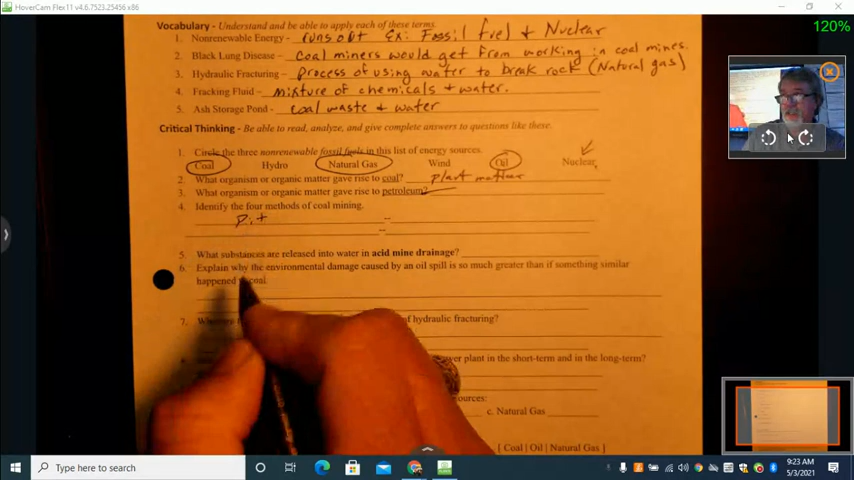 HoverCam Flex11 v4.6.7523.25456 x86
120%
Vocabulary - Understand and be able to apply each of these terms.
1. Nonrenewable Energy - runs out Ex: Fossil fuel & Nuclear
2. Black Lung Disease - Coal miners would get from working in coal mines.
3. Hydraulic Fracturing - process of using water to break rock (Natural gas)
4. Fracking Fluid - mixture of chemicals & water.
5. Ash Storage Pond - coal waste & water
Critical Thinking - Be able to read, analyze, and give complete answers to questions like these.
1. Circle the three nonrenewable fossil fuels in this list of energy sources.
Coal Hydro Natural Gas Wind Oil Nuclear
2. What organism or organic matter gave rise to coal? plant matter
3. What organism or organic matter gave rise to petroleum?
4. Identify the four methods of coal mining.
pit
5. What substances are released into water in acid mine drainage?
6. Explain why the environmental damage caused by an oil spill is so much greater than if something similar
happened coal.
7. of hydraulic fracturing?
plant in the short-term and in the long-term?
c. Natural Gas
[ Coal | Oil | Natural Gas ]
Type here to search
9:23 AM
5/3/2021